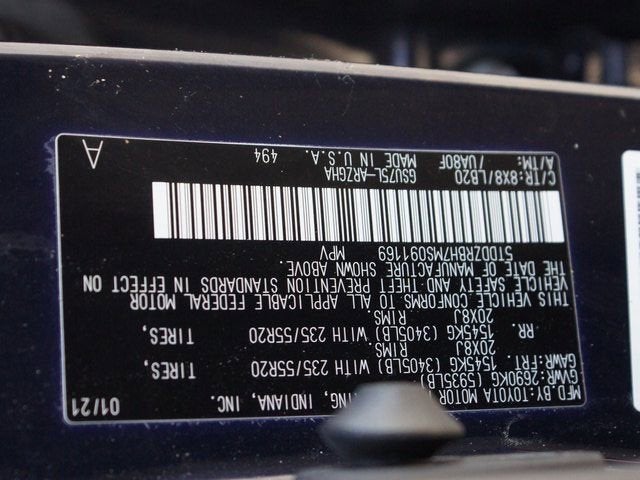 MFD.BY:TOYOTA MOTOR ING, INDIANA, INC. 01/21
GVWR:2690KG (5935LB)
GAWR:FRT. 1545KG (3405LB) WITH 235/55R20 TIRES,
20X8J RIMS
RR. 1545KG (3405LB) WITH 235/55R20 TIRES,
20X8J RIMS
THIS VEHICLE CONFORMS TO ALL APPLICABLE FEDERAL MOTOR
VEHICLE SAFETY AND THEFT PREVENTION STANDARDS IN EFFECT ON
THE DATE OF MANUFACTURE SHOWN ABOVE.
5TDDZRBH7MS091169 MPV
C/TR:8X8/LB20 GSU75L-ARZGHA
A/TM: /UA80F MADE IN U.S.A. 494 A